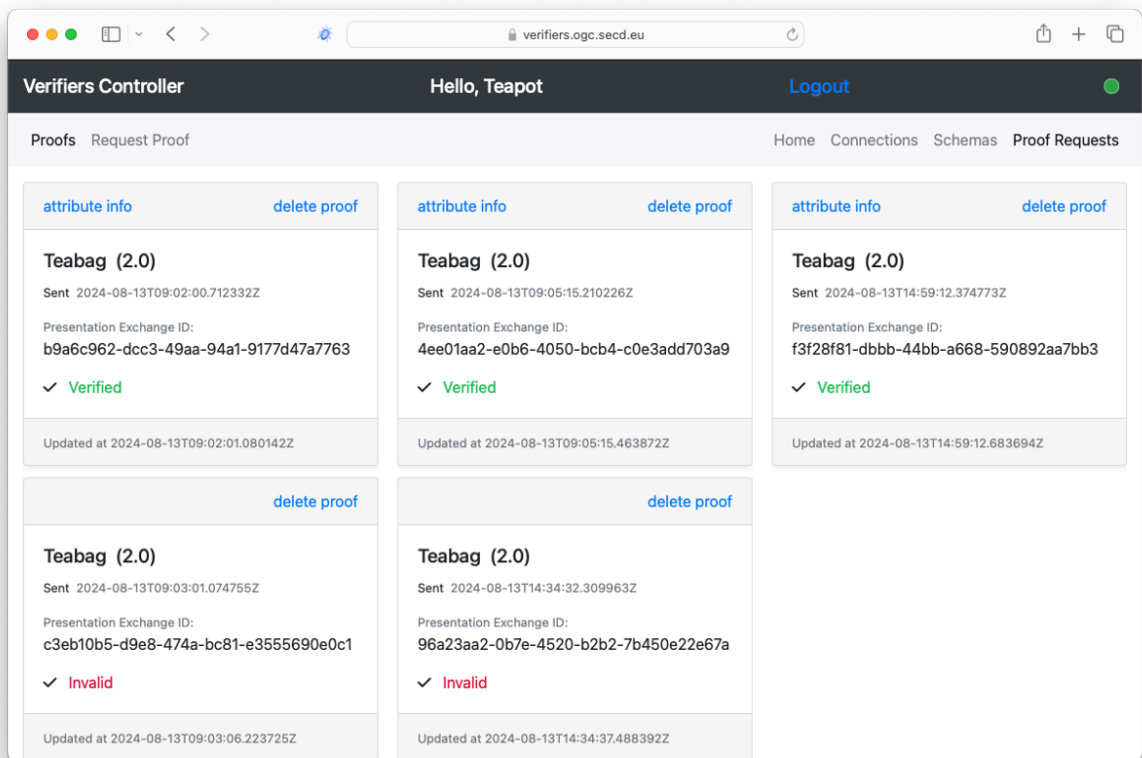 verifiers.ogc.secd.eu
Verifiers Controller Hello, Teapot Logout
Proofs Request Proof Home Connections Schemas Proof Requests
attribute info delete proof
Teabag (2.0)
Sent 2024-08-13T09:02:00.712332Z
Presentation Exchange ID:
b9a6c962-dcc3-49aa-94a1-9177d47a7763
Verified
Updated at 2024-08-13T09:02:01.080142Z
attribute info delete proof
Teabag (2.0)
Sent 2024-08-13T09:05:15.210226Z
Presentation Exchange ID:
4ee01aa2-e0b6-4050-bcb4-c0e3add703a9
Verified
Updated at 2024-08-13T09:05:15.463872Z
attribute info delete proof
Teabag (2.0)
Sent 2024-08-13T14:59:12.374773Z
Presentation Exchange ID:
f3f28f81-dbbb-44bb-a668-590892aa7bb3
Verified
Updated at 2024-08-13T14:59:12.683694Z
delete proof
Teabag (2.0)
Sent 2024-08-13T09:03:01.074755Z
Presentation Exchange ID:
c3eb10b5-d9e8-474a-bc81-e3555690e0c1
Invalid
Updated at 2024-08-13T09:03:06.223725Z
delete proof
Teabag (2.0)
Sent 2024-08-13T14:34:32.309963Z
Presentation Exchange ID:
96a23aa2-0b7e-4520-b2b2-7b450e22e67a
Invalid
Updated at 2024-08-13T14:34:37.488392Z